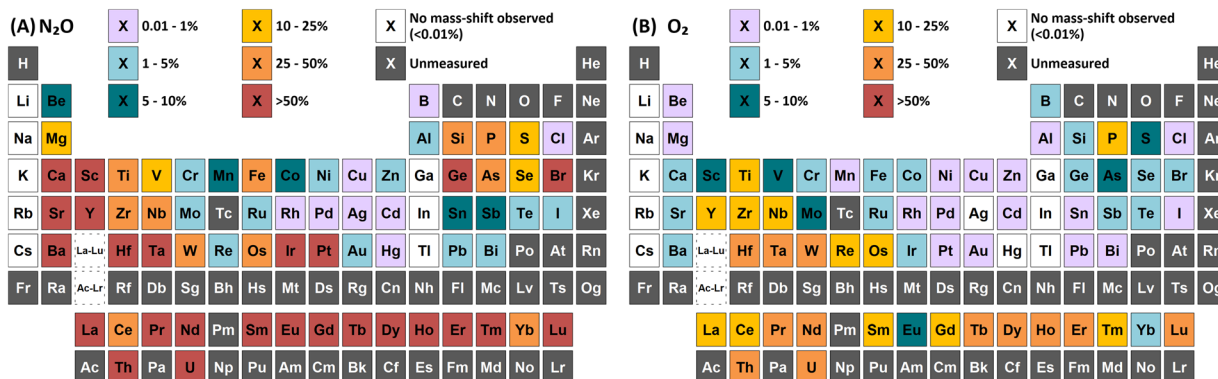 (A) N₂O X 0.01 - 1% X 10 - 25% X No mass-shift observed (<0.01%)
X 1 - 5% X 25 - 50% X Unmeasured
X 5 - 10% X >50%
H He
Li Be B C N O F Ne
Na Mg Al Si P S Cl Ar
K Ca Sc Ti V Cr Mn Fe Co Ni Cu Zn Ga Ge As Se Br Kr
Rb Sr Y Zr Nb Mo Tc Ru Rh Pd Ag Cd In Sn Sb Te I Xe
Cs Ba La-Lu Hf Ta W Re Os Ir Pt Au Hg Tl Pb Bi Po At Rn
Fr Ra Ac-Lr Rf Db Sg Bh Hs Mt Ds Rg Cn Nh Fl Mc Lv Ts Og
La Ce Pr Nd Pm Sm Eu Gd Tb Dy Ho Er Tm Yb Lu
Ac Th Pa U Np Pu Am Cm Bk Cf Es Fm Md No Lr
(B) O₂ X 0.01 - 1% X 10 - 25% X No mass-shift observed (<0.01%)
X 1 - 5% X 25 - 50% X Unmeasured
X 5 - 10% X >50%
H He
Li Be B C N O F Ne
Na Mg Al Si P S Cl Ar
K Ca Sc Ti V Cr Mn Fe Co Ni Cu Zn Ga Ge As Se Br Kr
Rb Sr Y Zr Nb Mo Tc Ru Rh Pd Ag Cd In Sn Sb Te I Xe
Cs Ba La-Lu Hf Ta W Re Os Ir Pt Au Hg Tl Pb Bi Po At Rn
Fr Ra Ac-Lr Rf Db Sg Bh Hs Mt Ds Rg Cn Nh Fl Mc Lv Ts Og
La Ce Pr Nd Pm Sm Eu Gd Tb Dy Ho Er Tm Yb Lu
Ac Th Pa U Np Pu Am Cm Bk Cf Es Fm Md No Lr